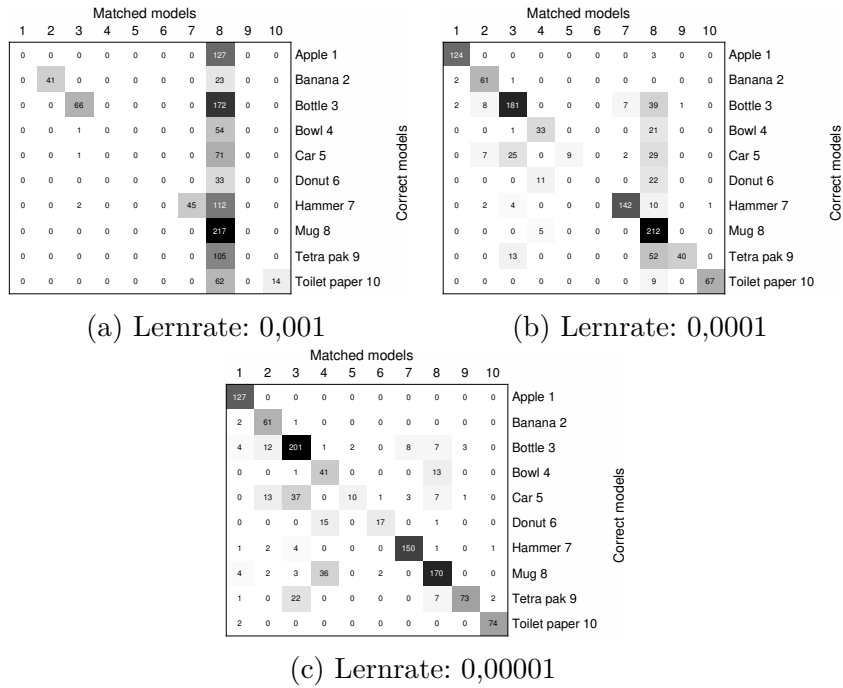 Matched models
1 2 3 4 5 6 7 8 9 10
0 0 0 0 0 0 0 127 0 0 Apple 1
0 41 0 0 0 0 0 23 0 0 Banana 2
0 0 66 0 0 0 0 172 0 0 Bottle 3
0 0 1 0 0 0 0 54 0 0 Bowl 4
0 0 1 0 0 0 0 71 0 0 Car 5
0 0 0 0 0 0 0 33 0 0 Donut 6
0 0 2 0 0 0 45 112 0 0 Hammer 7
0 0 0 0 0 0 0 217 0 0 Mug 8
0 0 0 0 0 0 0 105 0 0 Tetra pak 9
0 0 0 0 0 0 0 62 0 14 Toilet paper 10
Correct models
(a) Lernrate: 0,001
Matched models
1 2 3 4 5 6 7 8 9 10
124 0 0 0 0 0 0 3 0 0 Apple 1
2 61 1 0 0 0 0 0 0 0 Banana 2
2 8 181 0 0 0 7 39 1 0 Bottle 3
0 0 1 33 0 0 0 21 0 0 Bowl 4
0 7 25 0 9 0 2 29 0 0 Car 5
0 0 0 11 0 0 0 22 0 0 Donut 6
0 2 4 0 0 0 142 10 0 1 Hammer 7
0 0 0 5 0 0 0 212 0 0 Mug 8
0 0 13 0 0 0 0 52 40 0 Tetra pak 9
0 0 0 0 0 0 0 9 0 67 Toilet paper 10
Correct models
(b) Lernrate: 0,0001
Matched models
1 2 3 4 5 6 7 8 9 10
127 0 0 0 0 0 0 0 0 0 Apple 1
2 61 1 0 0 0 0 0 0 0 Banana 2
4 12 201 1 2 0 8 7 3 0 Bottle 3
0 0 1 41 0 0 0 13 0 0 Bowl 4
0 13 37 0 10 1 3 7 1 0 Car 5
0 0 0 15 0 17 0 1 0 0 Donut 6
1 2 4 0 0 0 150 1 0 1 Hammer 7
4 2 3 36 0 2 0 170 0 0 Mug 8
1 0 22 0 0 0 0 7 73 2 Tetra pak 9
2 0 0 0 0 0 0 0 0 74 Toilet paper 10
Correct models
(c) Lernrate: 0,00001